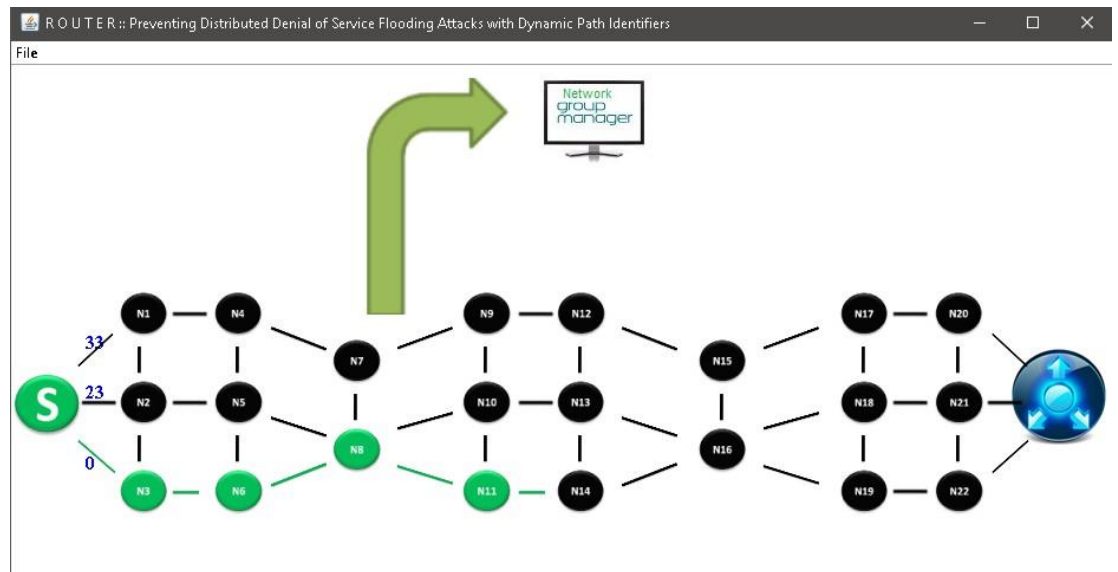 R O U T E R :: Preventing Distributed Denial of Service Flooding Attacks with Dynamic Path Identifiers
File
Network
group
manager
N1
N4
N9
N12
N17
N20
33
N7
N15
S
23
N2
N5
N10
N13
N18
N21
N8
N16
0
N3
N6
N11
N14
N19
N22